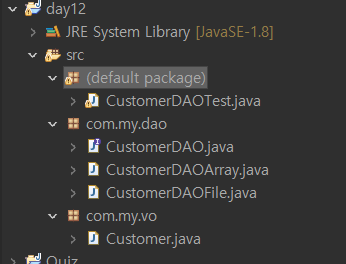 day12
JRE System Library [JavaSE-1.8]
src
(default package)
CustomerDAOTest.java
com.my.dao
CustomerDAO.java
CustomerDAOArray.java
CustomerDAOFile.java
com.my.vo
Customer.java
Quiz